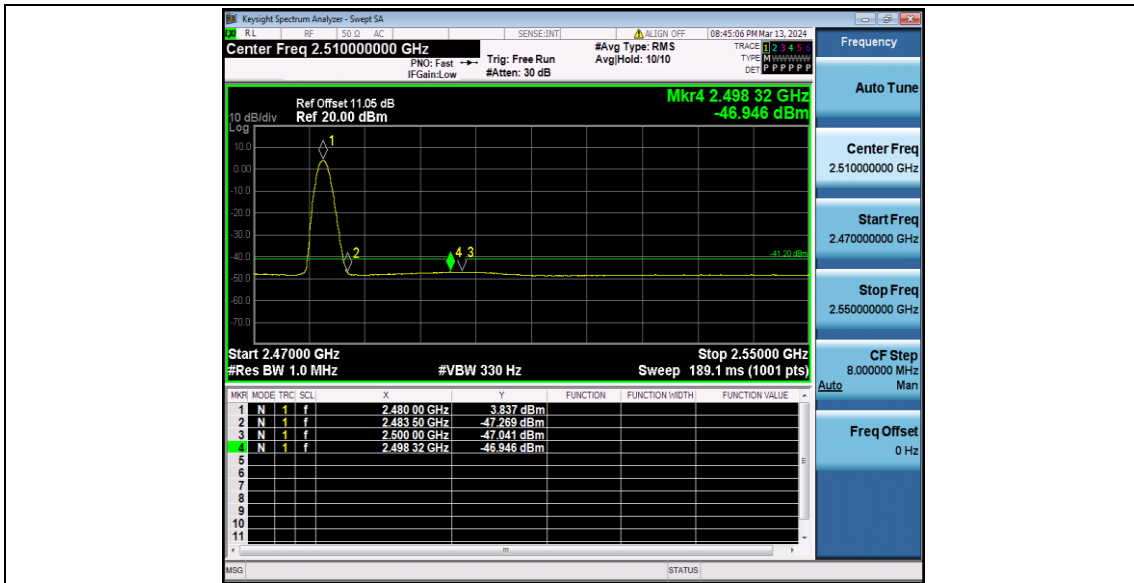 Keysight Spectrum Analyzer - Swept SA
LXI RL RF 50 Ω AC SENSE:INT ALIGN OFF 08:45:06 PM Mar 13, 2024
Center Freq 2.510000000 GHz #Avg Type: RMS TRACE 1 2 3 4 5 6
PNO: Fast Trig: Free Run Avg|Hold: 10/10 TYPE M W W W W W
IFGain:Low #Atten: 30 dB DET P P P P P P
Ref Offset 11.05 dB Mkr4 2.498 32 GHz
10 dB/div Ref 20.00 dBm -46.946 dBm
Log
10.0
0.00
-10.0
-20.0
-30.0
-40.0
-50.0
-60.0
-70.0
1
2
4 3
-41.20 dBm
Start 2.47000 GHz Stop 2.55000 GHz
#Res BW 1.0 MHz #VBW 330 Hz Sweep 189.1 ms (1001 pts)
MKR MODE TRC SCL X Y FUNCTION FUNCTION WIDTH FUNCTION VALUE
1 N 1 f 2.480 00 GHz 3.837 dBm
2 N 1 f 2.483 50 GHz -47.269 dBm
3 N 1 f 2.500 00 GHz -47.041 dBm
4 N 1 f 2.498 32 GHz -46.946 dBm
5
6
7
8
9
10
11
MSG STATUS
Frequency
Auto Tune
Center Freq
2.510000000 GHz
Start Freq
2.470000000 GHz
Stop Freq
2.550000000 GHz
CF Step
8.000000 MHz
Auto Man
Freq Offset
0 Hz